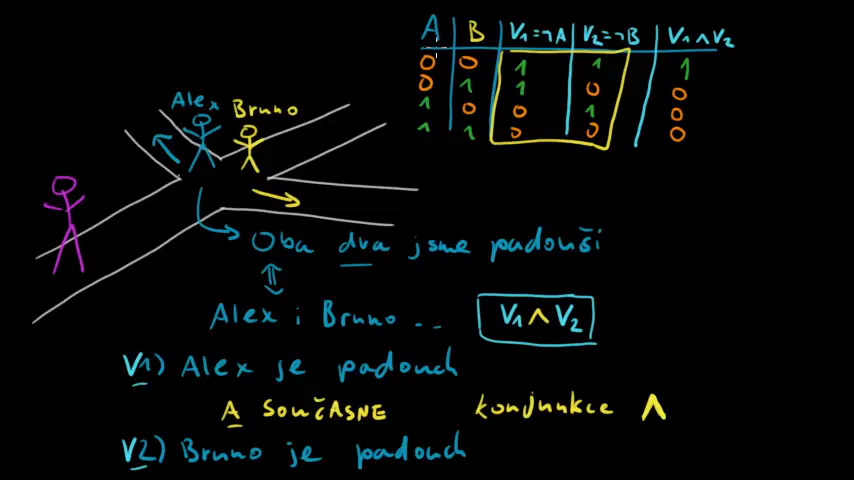 A B V1=¬A V2=¬B V1 ∧ V2
0 0 1 1 1
0 1 1 0 0
1 0 0 1 0
1 1 0 0 0
Alex
Bruno
Oba dva jsme padouši
⇕
Alex i Bruno ..
V1 ∧ V2
V1) Alex je padouch
A SOUČASNE
konjunkce ∧
V2) Bruno je padouch